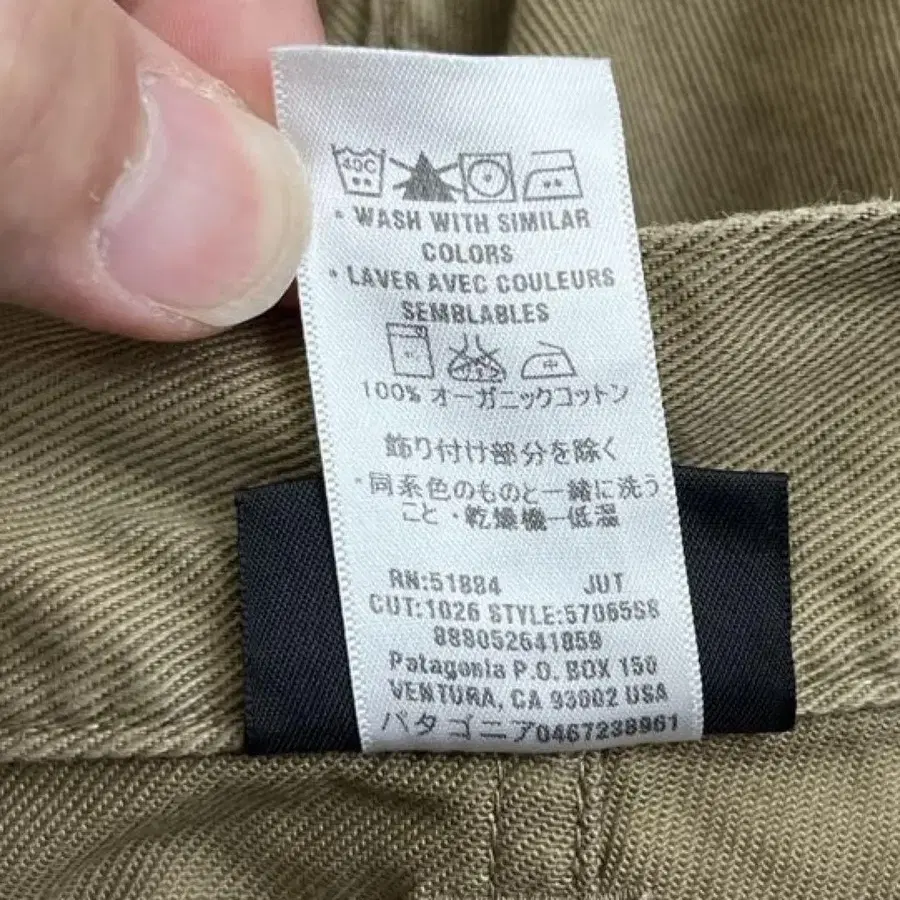 40C
• WASH WITH SIMILAR
COLORS
• LAVER AVEC COULEURS
SEMBLABLES
中
100% オーガニックコットン
飾り付け部分を除く
・同系色のものと一緒に洗う
こと・乾燥機一低温
RN:51884 JUT
CUT:1026 STYLE:57065S8
888052641859
Patagonia P.O. BOX 150
VENTURA, CA 93002 USA
パタゴニア0467238961